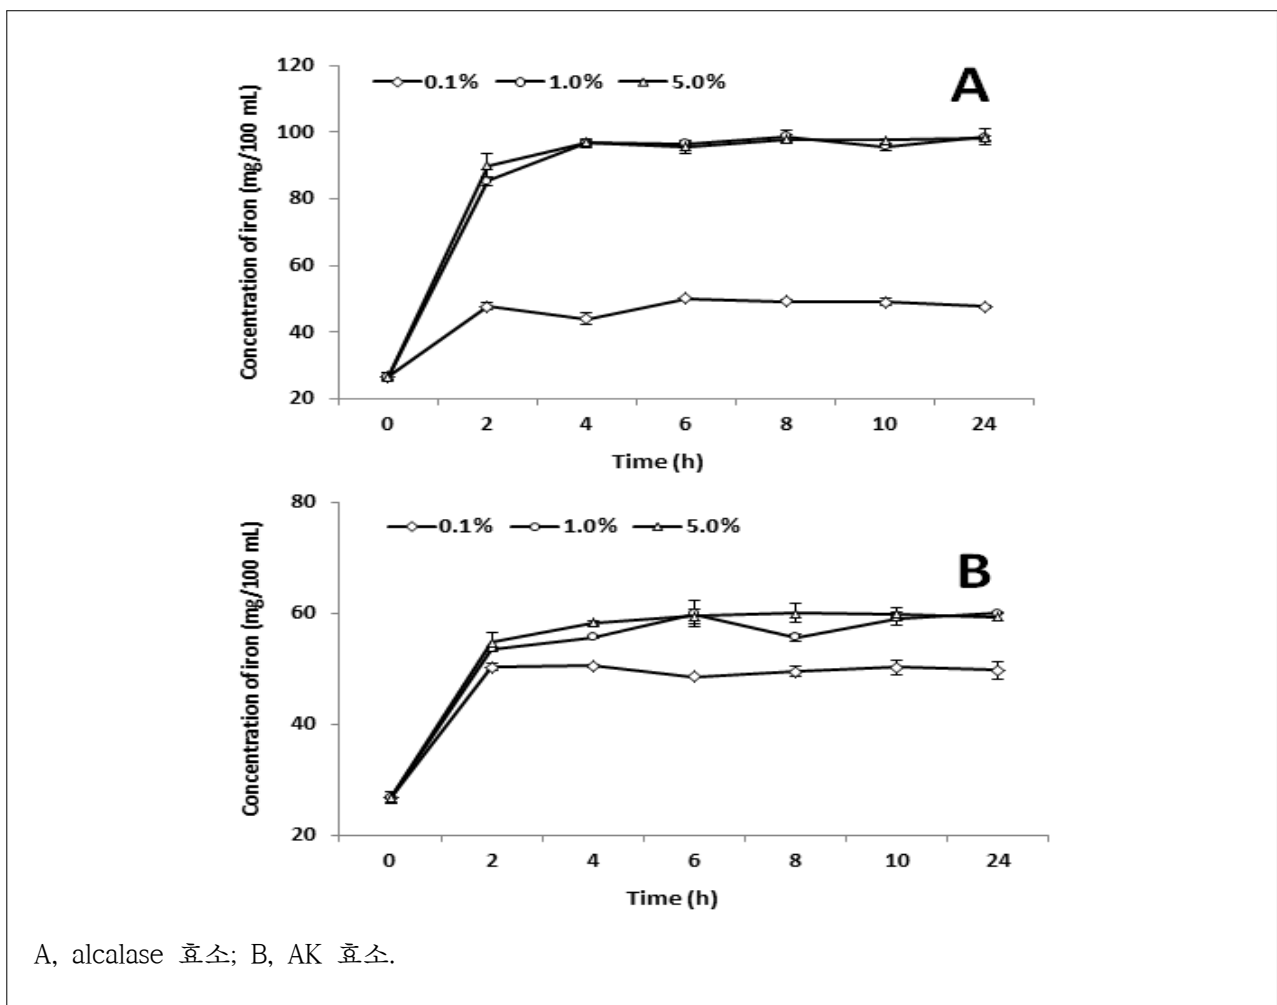 120
100
80
60
40
20
Concentration of iron (mg/100 mL)
0.1% 1.0% 5.0%
A
0 2 4 6 8 10 24
Time (h)
80
60
40
20
Concentration of iron (mg/100 mL)
0.1% 1.0% 5.0%
B
0 2 4 6 8 10 24
Time (h)
A, alcalase 효소; B, AK 효소.